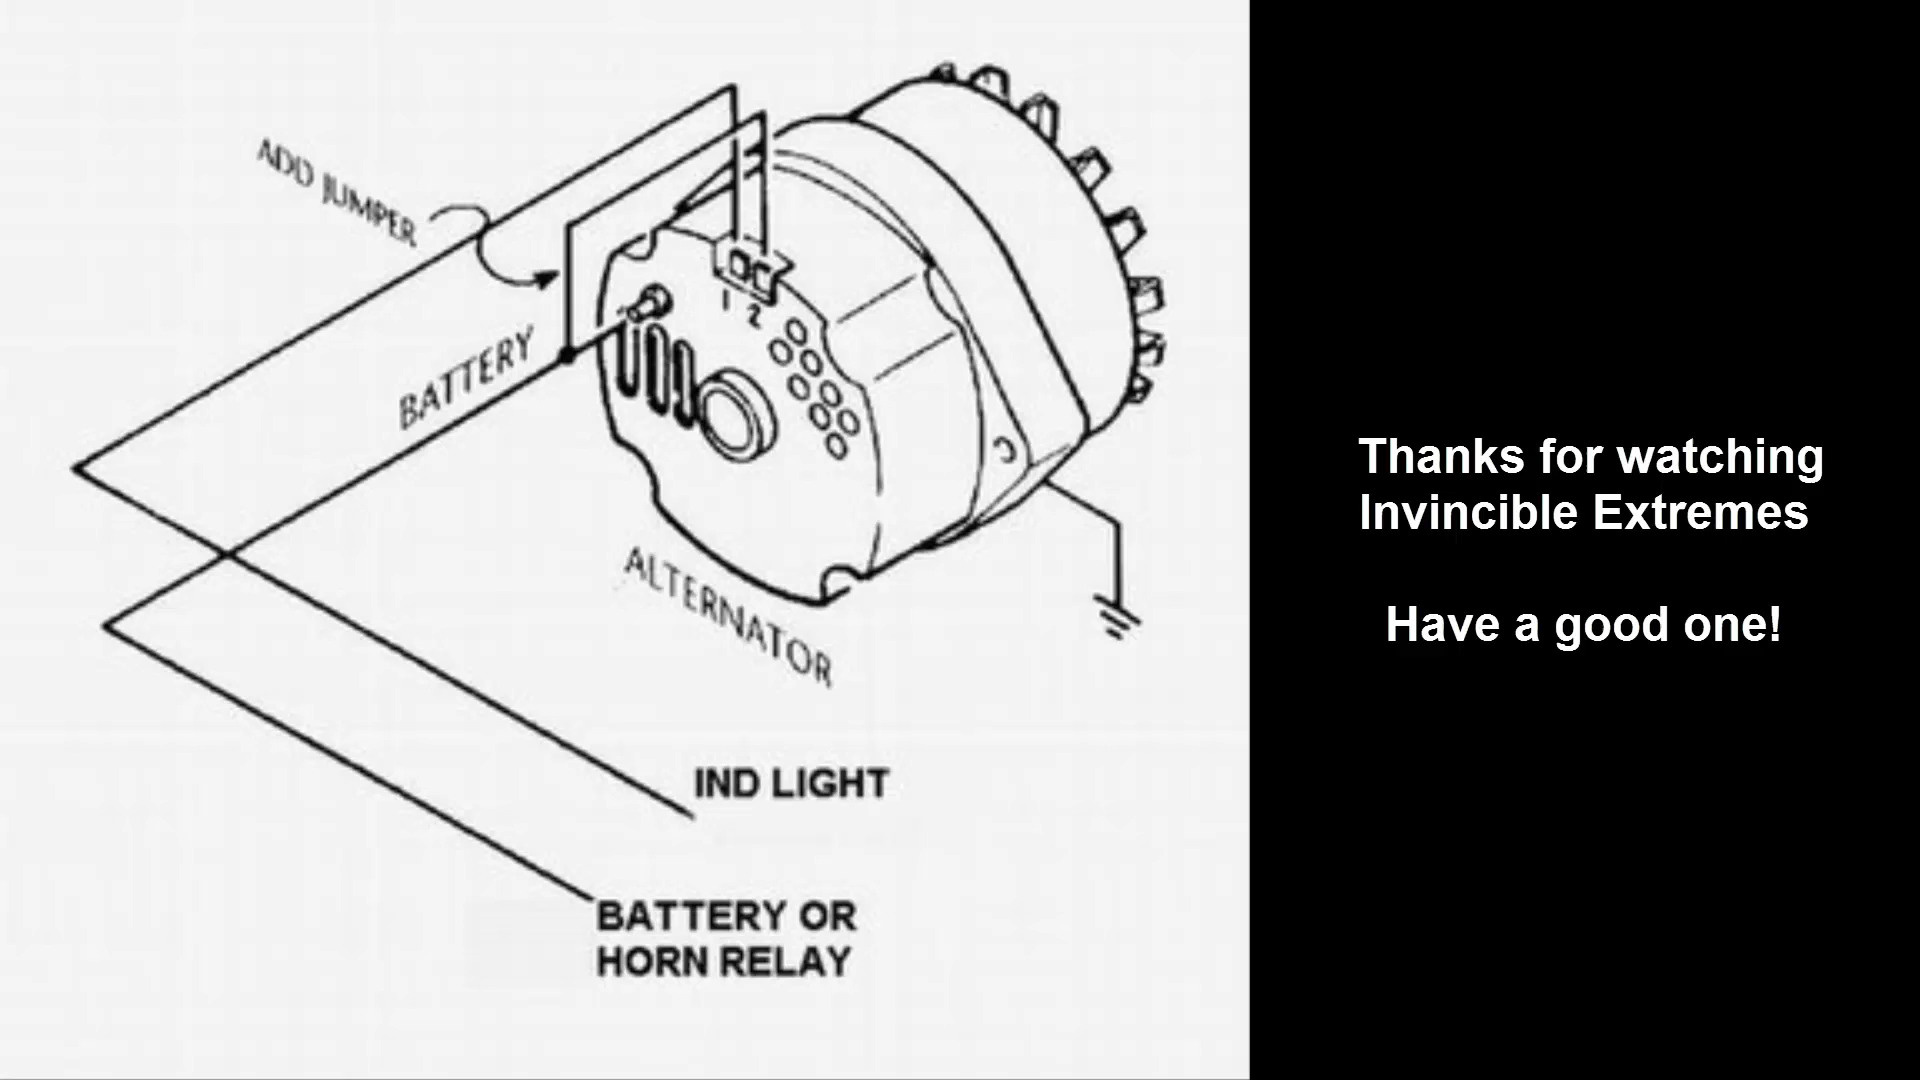 ADD JUMPER
BATTERY
1
2
ALTERNATOR
IND LIGHT
BATTERY OR
HORN RELAY
Thanks for watching
Invincible Extremes
Have a good one!